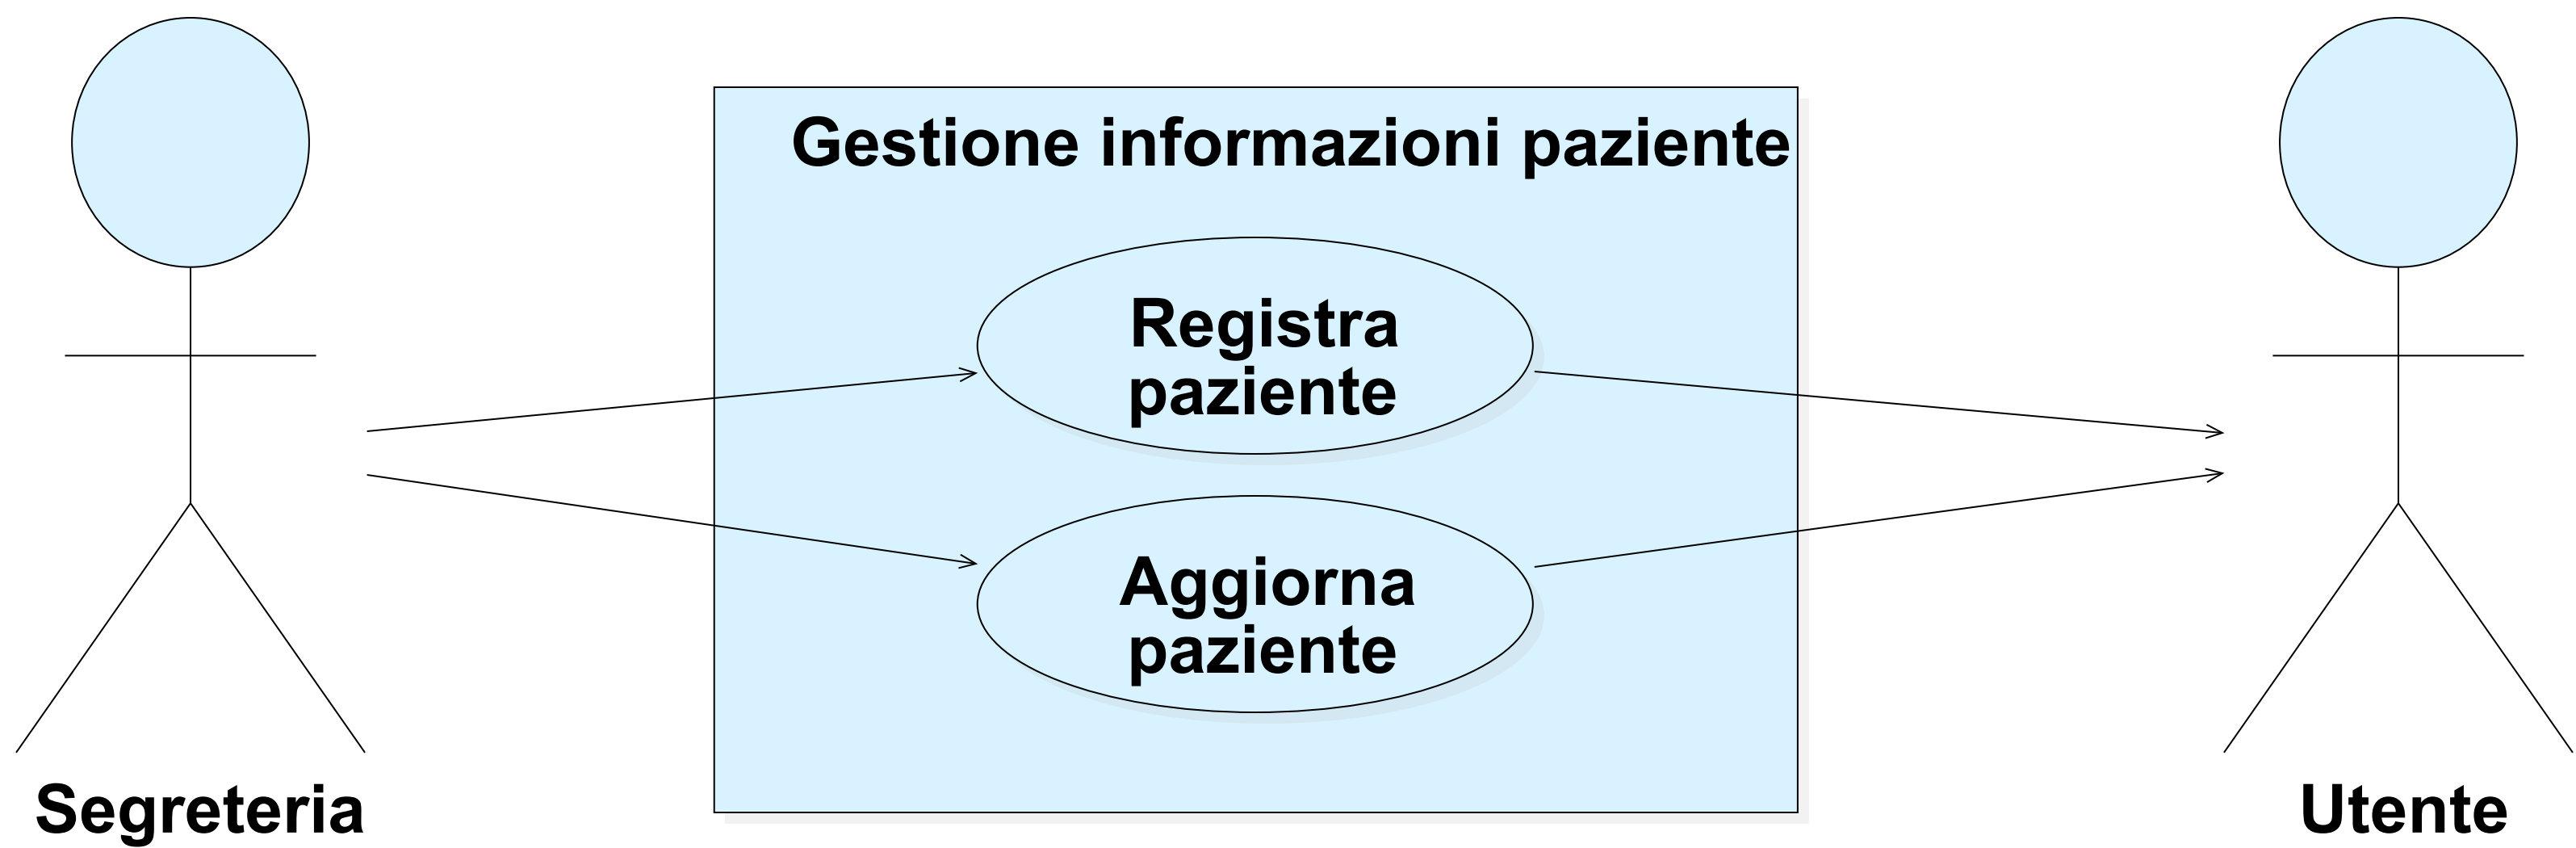 Gestione informazioni paziente
Registra
paziente
Aggiorna
paziente
Segreteria
Utente